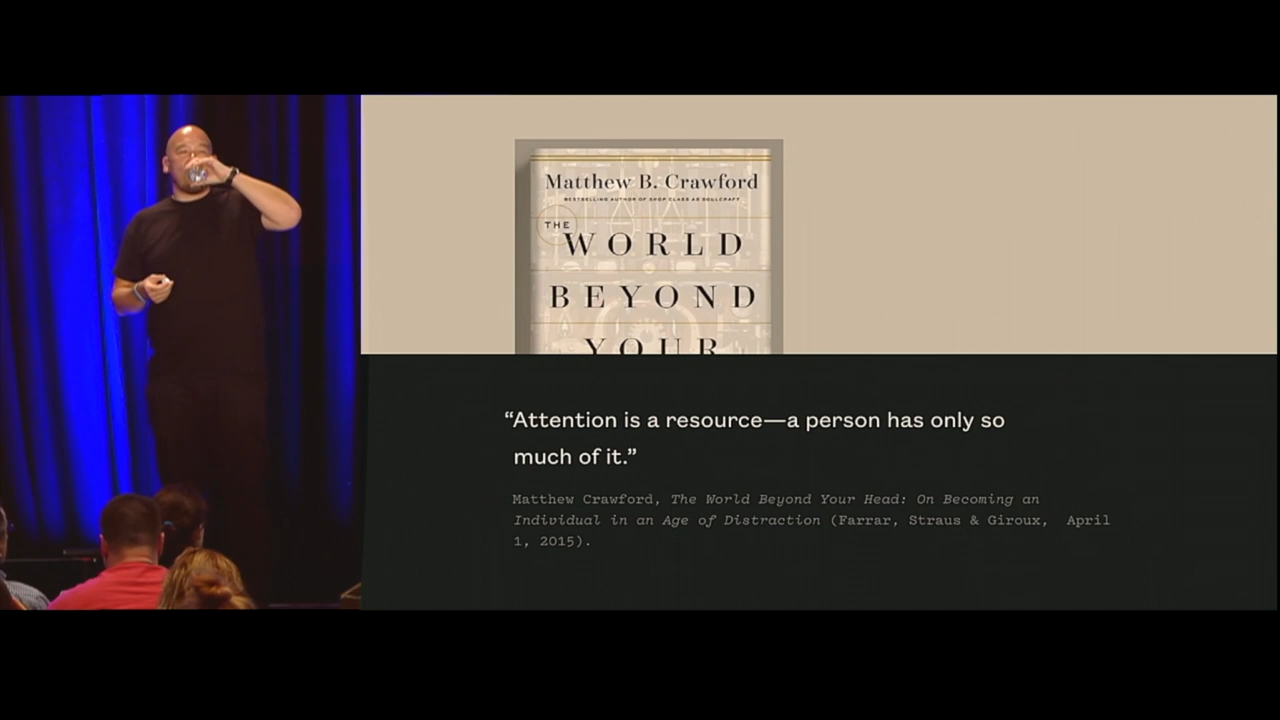 Matthew B. Crawford
BESTSELLING AUTHOR OF SHOP CLASS AS SOULCRAFT
THE
WORLD
BEYOND
YOUR
“Attention is a resource—a person has only so
much of it.”
Matthew Crawford, The World Beyond Your Head: On Becoming an
Individual in an Age of Distraction (Farrar, Straus & Giroux, April
1, 2015).